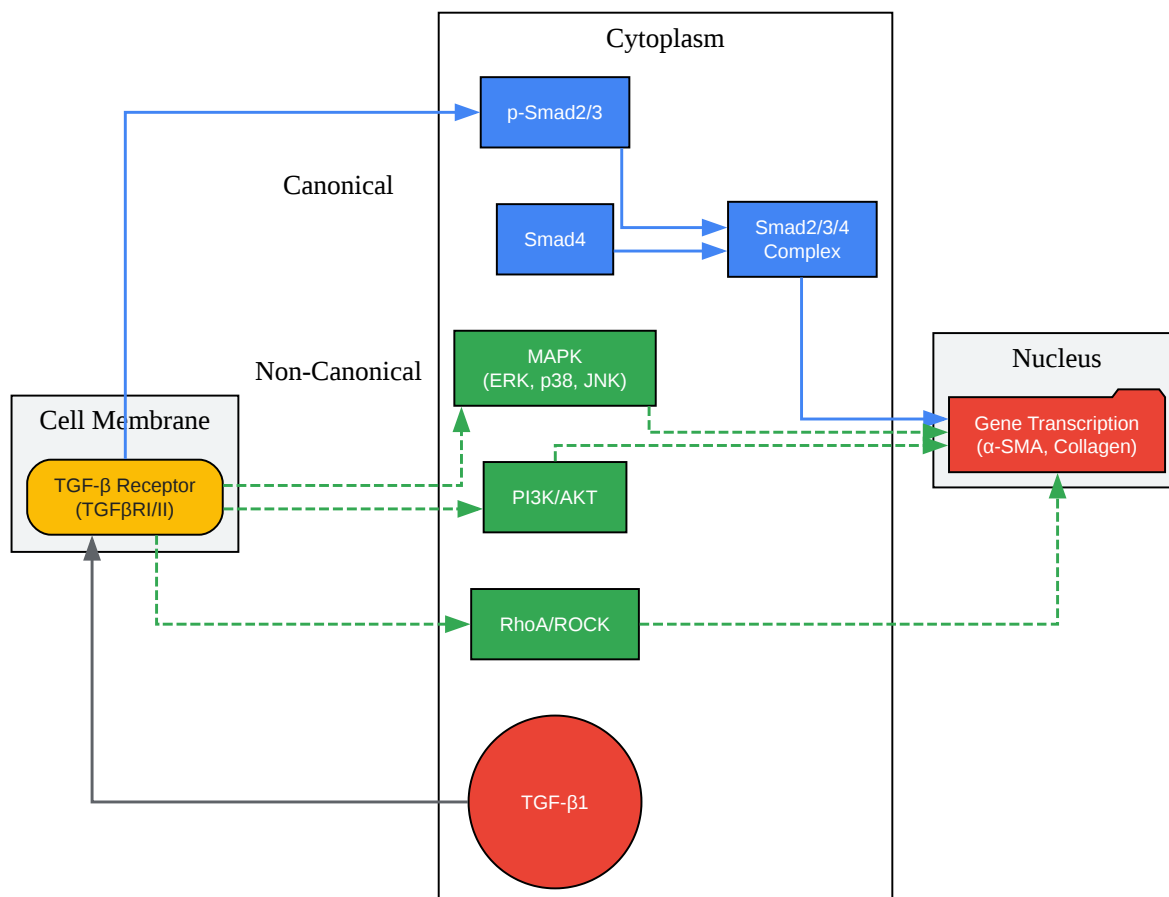 Cytoplasm
p-Smad2/3
Canonical
Smad4
Smad2/3/4
Complex
MAPK
(ERK, p38, JNK)
Non-Canonical
Nucleus
Gene Transcription
(α-SMA, Collagen)
Cell Membrane
TGF-β Receptor
(TGFβRI/II)
PI3K/AKT
RhoA/ROCK
TGF-β1